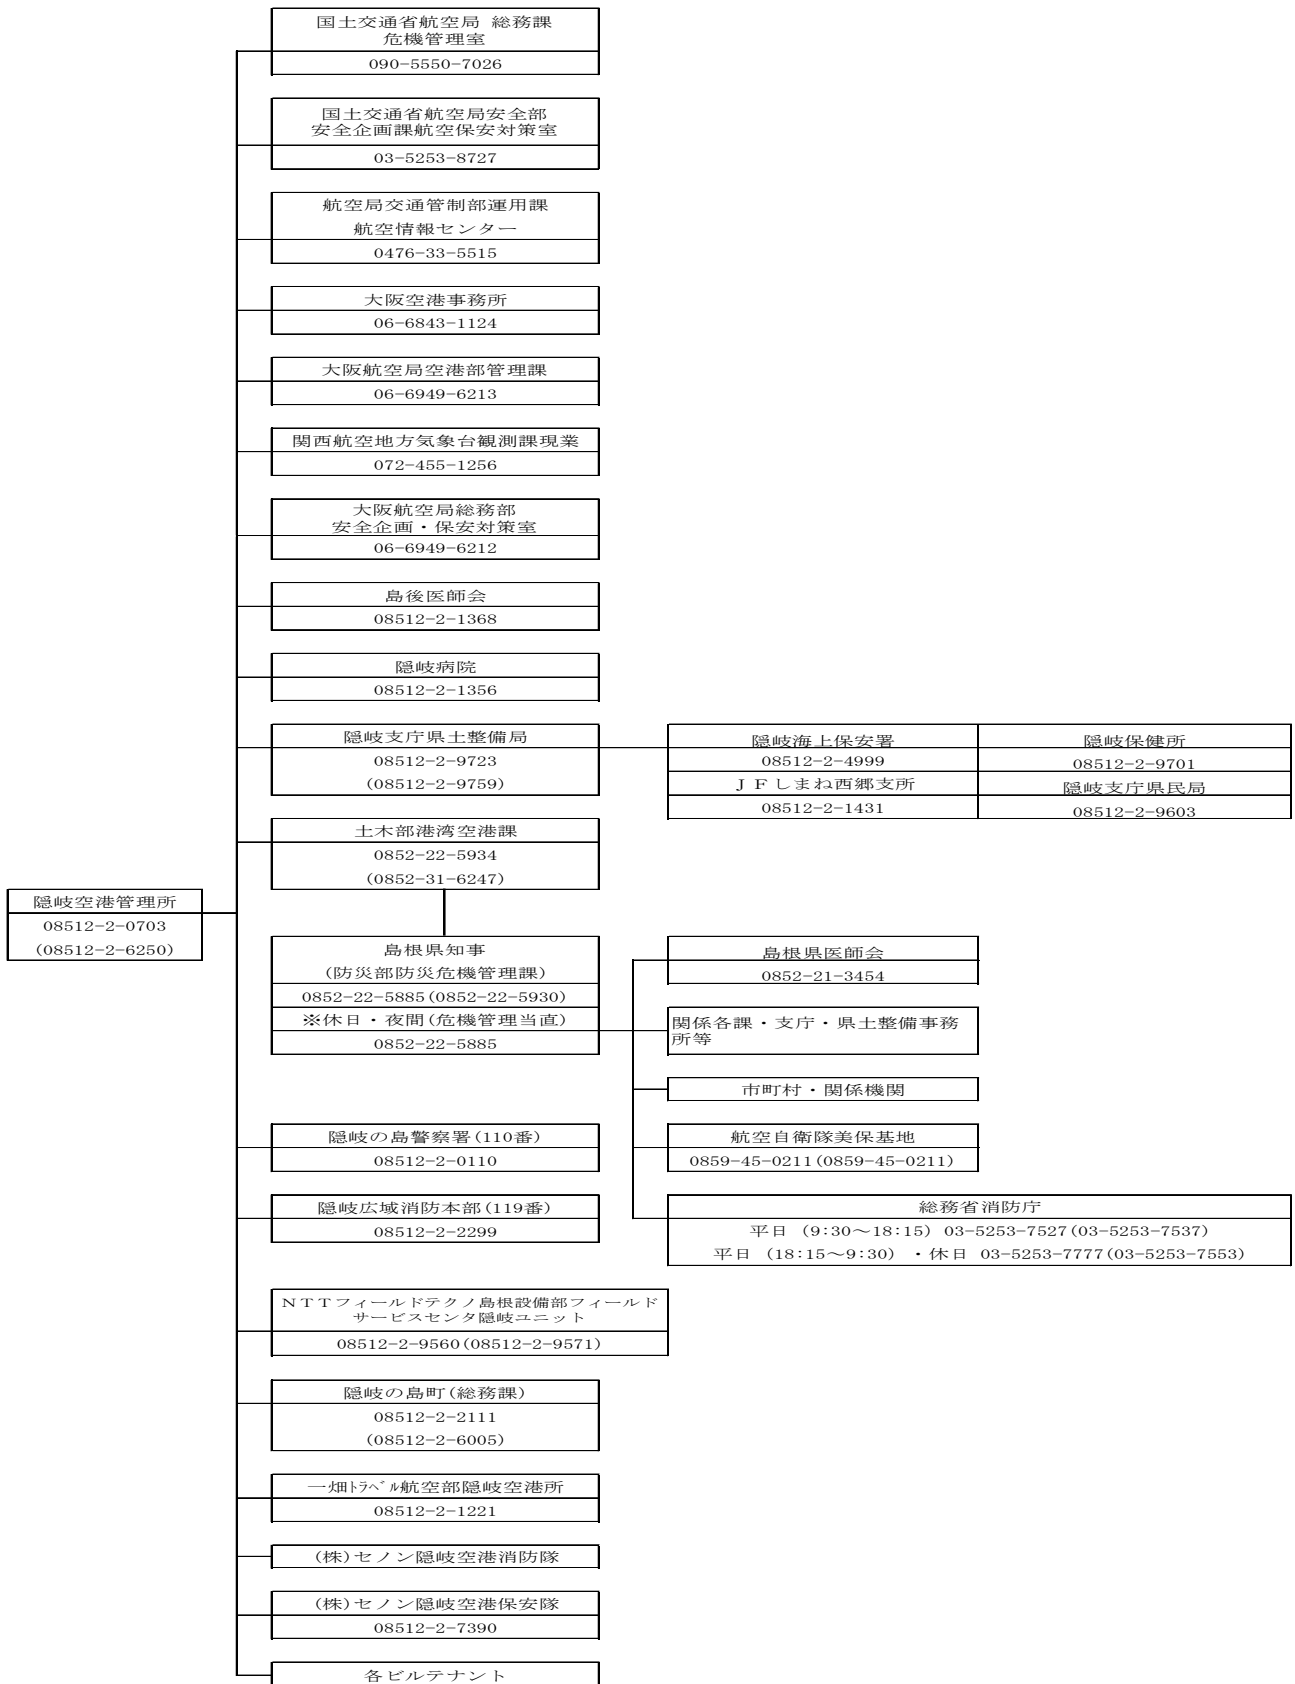 国土交通省航空局 総務課
危機管理室
090-5550-7026
国土交通省航空局安全部
安全企画課航空保安対策室
03-5253-8727
航空局交通管制部運用課
航空情報センター
0476-33-5515
大阪空港事務所
06-6843-1124
大阪航空局空港部管理課
06-6949-6213
関西航空地方気象台観測課現業
072-455-1256
大阪航空局総務部
安全企画・保安対策室
06-6949-6212
島後医師会
08512-2-1368
隠岐病院
08512-2-1356
隠岐支庁県土整備局
08512-2-9723
(08512-2-9759)
隠岐海上保安署
08512-2-4999
隠岐保健所
08512-2-9701
ＪＦしまね西郷支所
08512-2-1431
隠岐支庁県民局
08512-2-9603
土木部港湾空港課
0852-22-5934
(0852-31-6247)
隠岐空港管理所
08512-2-0703
(08512-2-6250)
島根県知事
(防災部防災危機管理課)
0852-22-5885(0852-22-5930)
※休日・夜間(危機管理当直)
0852-22-5885
島根県医師会
0852-21-3454
関係各課・支庁・県土整備事務
所等
市町村・関係機関
隠岐の島警察署(110番)
08512-2-0110
航空自衛隊美保基地
0859-45-0211(0859-45-0211)
隠岐広域消防本部(119番)
08512-2-2299
総務省消防庁
平日 (9:30～18:15) 03-5253-7527(03-5253-7537)
平日 (18:15～9:30) ・休日 03-5253-7777(03-5253-7553)
ＮＴＴフィールドテクノ島根設備部フィールド
サービスセンタ隠岐ユニット
08512-2-9560(08512-2-9571)
隠岐の島町(総務課)
08512-2-2111
(08512-2-6005)
一畑ﾄﾗﾍﾞﾙ航空部隠岐空港所
08512-2-1221
(株)セノン隠岐空港消防隊
(株)セノン隠岐空港保安隊
08512-2-7390
各ビルテナント